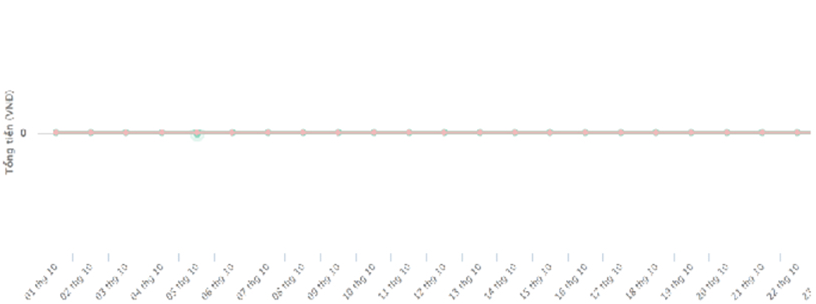 Tổng tiền (VND)
0
01 thg 10
02 thg 10
03 thg 10
04 thg 10
05 thg 10
06 thg 10
07 thg 10
08 thg 10
09 thg 10
10 thg 10
11 thg 10
12 thg 10
13 thg 10
14 thg 10
15 thg 10
16 thg 10
17 thg 10
18 thg 10
19 thg 10
20 thg 10
21 thg 10
22 thg 10
23